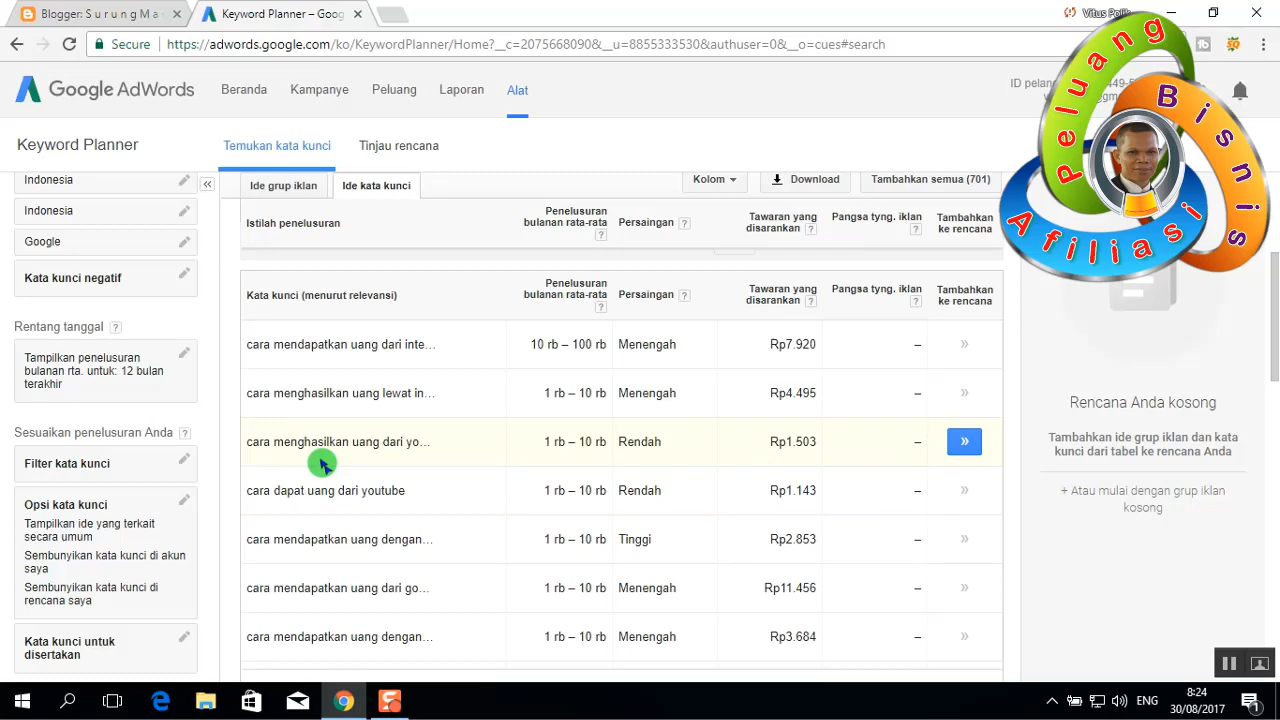 Blogger: S u r u n g M a
Keyword Planner – Goog
Vitus Polik
Secure
https://adwords.google.com/ko/KeywordPlanner/Home?__c=2075668090&__u=8855333530&authuser=0&__o=cues#search
Google AdWords
Beranda
Kampanye
Peluang
Laporan
Alat
ID pelang
Peluang
Bisnis
Afiliasi
Keyword Planner
Temukan kata kunci
Tinjau rencana
Indonesia
Indonesia
Google
Kata kunci negatif
Rentang tanggal ?
Tampilkan penelusuran
bulanan rta. untuk: 12 bulan
terakhir
Sesuaikan penelusuran Anda ?
Filter kata kunci
Opsi kata kunci
Tampilkan ide yang terkait
secara umum
Sembunyikan kata kunci di akun
saya
Sembunyikan kata kunci di
rencana saya
Kata kunci untuk
disertakan
Ide grup iklan
Ide kata kunci
Kolom
Download
Tambahkan semua (701)
Istilah penelusuran
Penelusuran
bulanan rata-rata
?
Persaingan ?
Tawaran yang
disarankan ?
Pangsa tyng. iklan
?
Tambahkan
ke rencana
Kata kunci (menurut relevansi)
Penelusuran
bulanan rata-rata
?
Persaingan ?
Tawaran yang
disarankan ?
Pangsa tyng. iklan
?
Tambahkan
ke rencana
cara mendapatkan uang dari inte… 10 rb – 100 rb Menengah Rp7.920 – »
cara menghasilkan uang lewat in… 1 rb – 10 rb Menengah Rp4.495 – »
cara menghasilkan uang dari yo… 1 rb – 10 rb Rendah Rp1.503 – »
cara dapat uang dari youtube 1 rb – 10 rb Rendah Rp1.143 – »
cara mendapatkan uang dengan… 1 rb – 10 rb Tinggi Rp2.853 – »
cara mendapatkan uang dari go… 1 rb – 10 rb Menengah Rp11.456 – »
cara mendapatkan uang dengan… 1 rb – 10 rb Menengah Rp3.684 – »
Rencana Anda kosong
Tambahkan ide grup iklan dan kata
kunci dari tabel ke rencana Anda
+ Atau mulai dengan grup iklan
kosong
ENG
8:24
30/08/2017
1